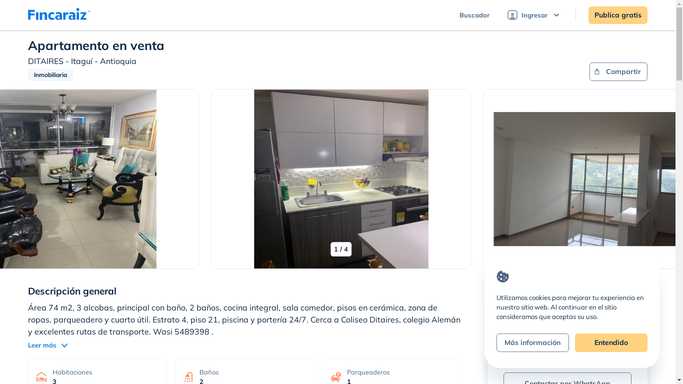 Fincaraiz
Buscador
Ingresar
Publica gratis
Apartamento en venta
DITAIRES - Itaguí - Antioquia
Inmobiliaria
Compartir
1 / 4
Descripción general
Área 74 m2, 3 alcobas, principal con baño, 2 baños, cocina integral, sala comedor, pisos en cerámica, zona de
ropas, parqueadero y cuarto útil. Estrato 4, piso 21, piscina y portería 24/7. Cerca a Coliseo Ditaires, colegio Alemán
y excelentes rutas de transporte. Wasi 5489398 .
Leer más
Habitaciones
3
Baños
2
Parqueaderos
1
Utilizamos cookies para mejorar tu experiencia en
nuestro sitio web. Al continuar en el sitio
consideramos que aceptas su uso.
Más información
Entendido
Contactar por WhatsApp